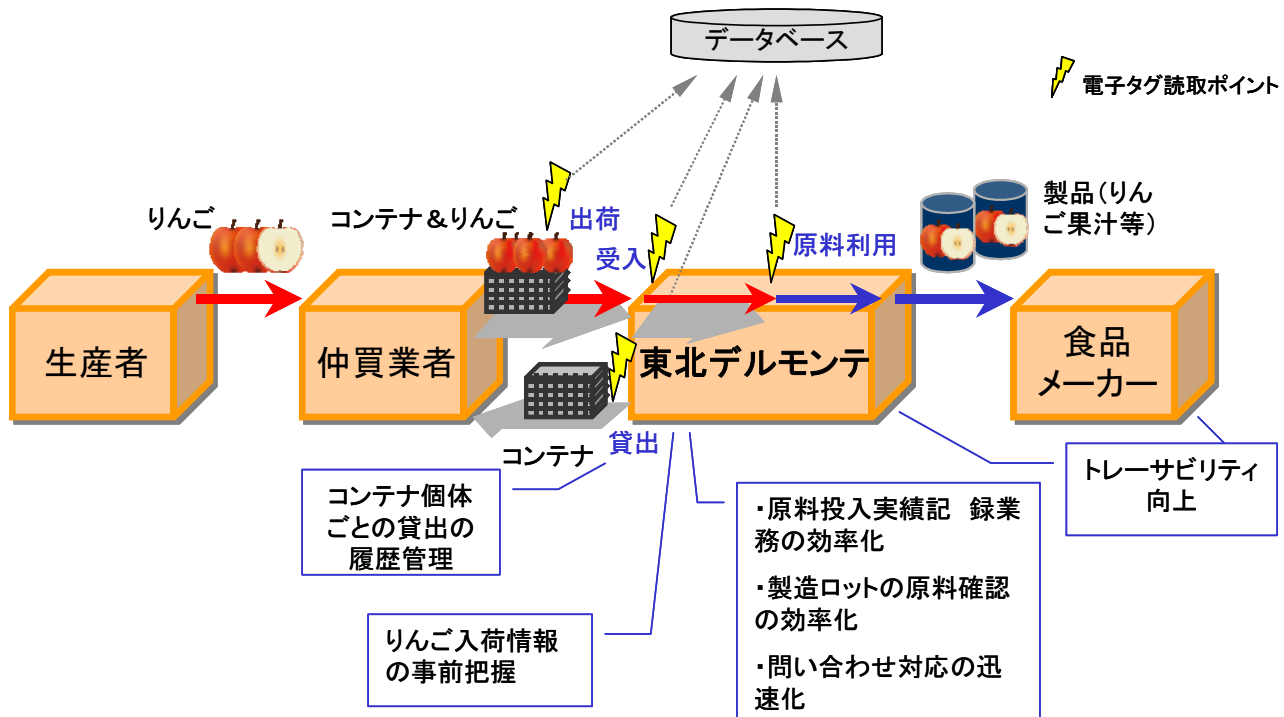 データベース
電子タグ読取ポイント
りんご
コンテナ＆りんご
出荷
受入
原料利用
製品（りん
ご果汁等）
生産者
仲買業者
東北デルモンテ
食品
メーカー
コンテナ
貸出
コンテナ個体
ごとの貸出の
履歴管理
りんご入荷情報
の事前把握
・原料投入実績記　録業
務の効率化
・製造ロットの原料確認
の効率化
・問い合わせ対応の迅
速化
トレーサビリティ
向上